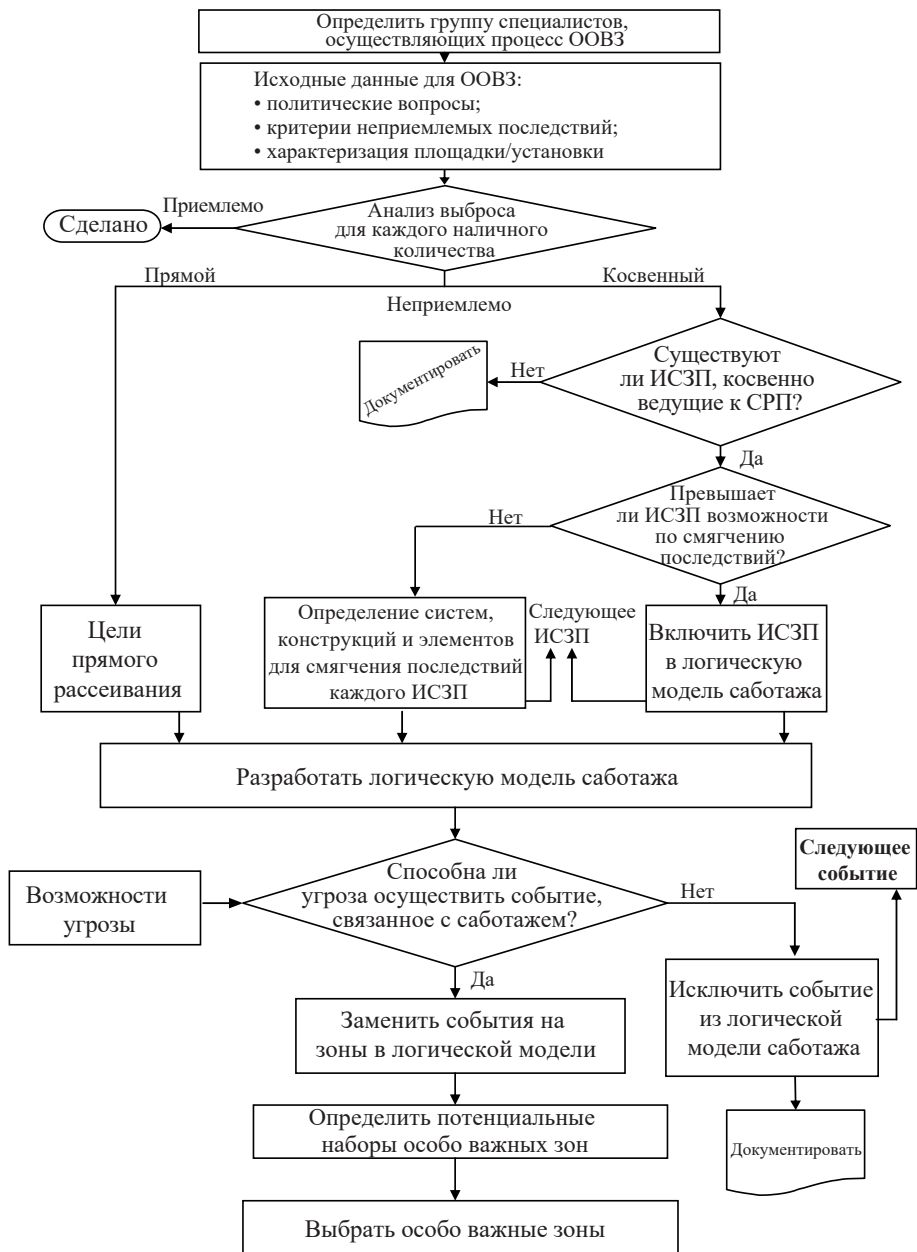 Определить группу специалистов,
осуществляющих процесс ООВЗ
Исходные данные для ООВЗ:
• политические вопросы;
• критерии неприемлемых последствий;
• характеризация площадки/установки
Сделано
Приемлемо
Анализ выброса
для каждого наличного
количества
Прямой
Неприемлемо
Косвенный
Документировать
Нет
Существуют
ли ИСЗП, косвенно
ведущие к СРП?
Да
Нет
Превышает
ли ИСЗП возможности
по смягчению
последствий?
Да
Цели
прямого
рассеивания
Определение систем,
конструкций и элементов
для смягчения последствий
каждого ИСЗП
Следующее
ИСЗП
Включить ИСЗП
в логическую
модель саботажа
Разработать логическую модель саботажа
Возможности
угрозы
Способна ли
угроза осуществить событие,
связанное с саботажем?
Нет
Следующее
событие
Да
Исключить событие
из логической
модели саботажа
Заменить события на
зоны в логической модели
Документировать
Определить потенциальные
наборы особо важных зон
Выбрать особо важные зоны